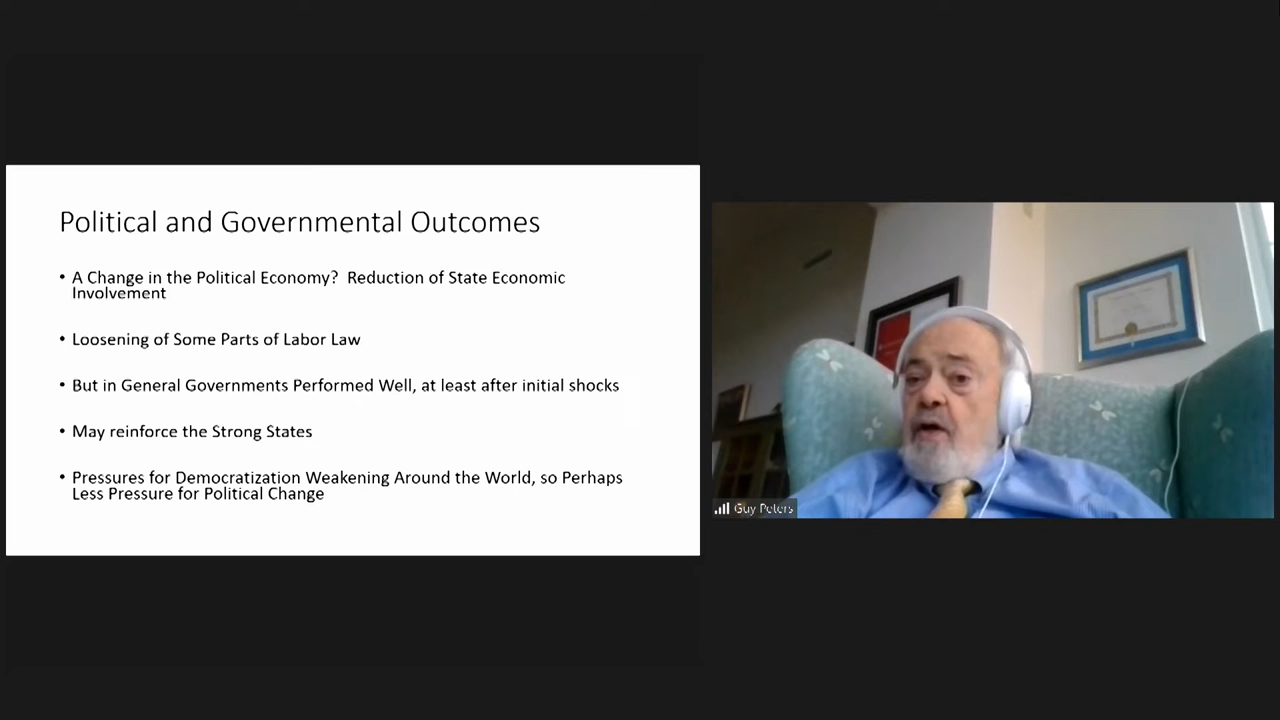 Political and Governmental Outcomes
• A Change in the Political Economy?  Reduction of State Economic
Involvement
• Loosening of Some Parts of Labor Law
• But in General Governments Performed Well, at least after initial shocks
• May reinforce the Strong States
• Pressures for Democratization Weakening Around the World, so Perhaps
Less Pressure for Political Change
Guy Peters